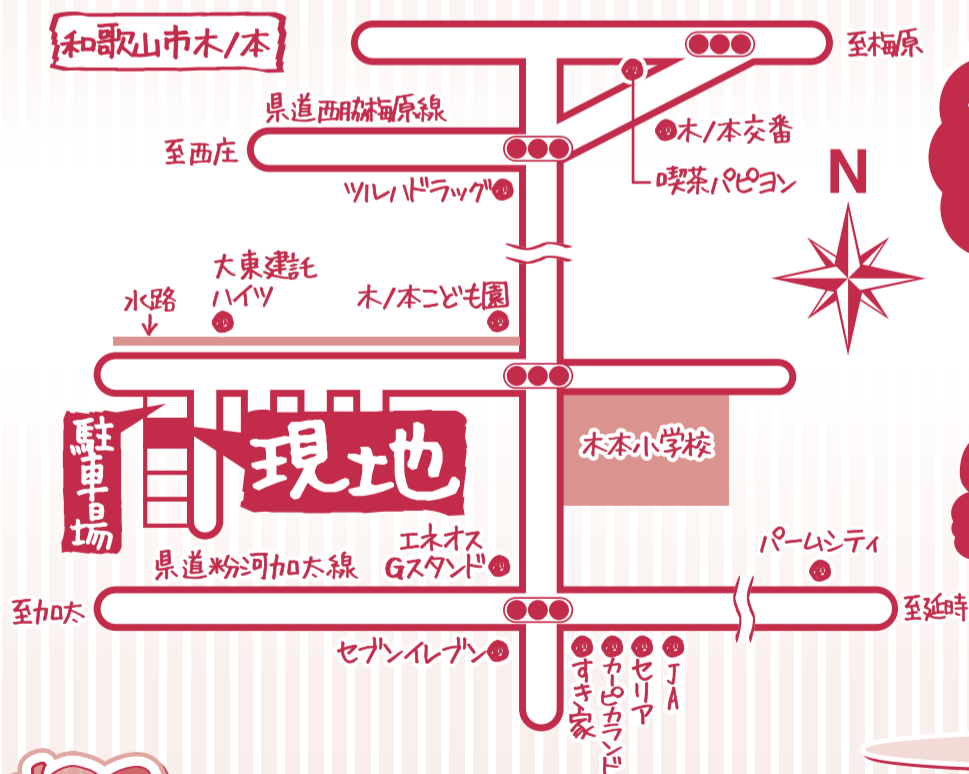 和歌山市木ノ本
至梅原
県道西脇梅原線
木ノ本交番
至西庄
喫茶パピヨン
N
ツルハドラッグ
大東建託
ハイツ
水路
木ノ本こども園
駐車場
現地
木本小学校
エネオス
Gスタンド
パームシティ
県道粉河加太線
至加太
至延時
セブンイレブン
すき家
カーピカランド
セリア
JA